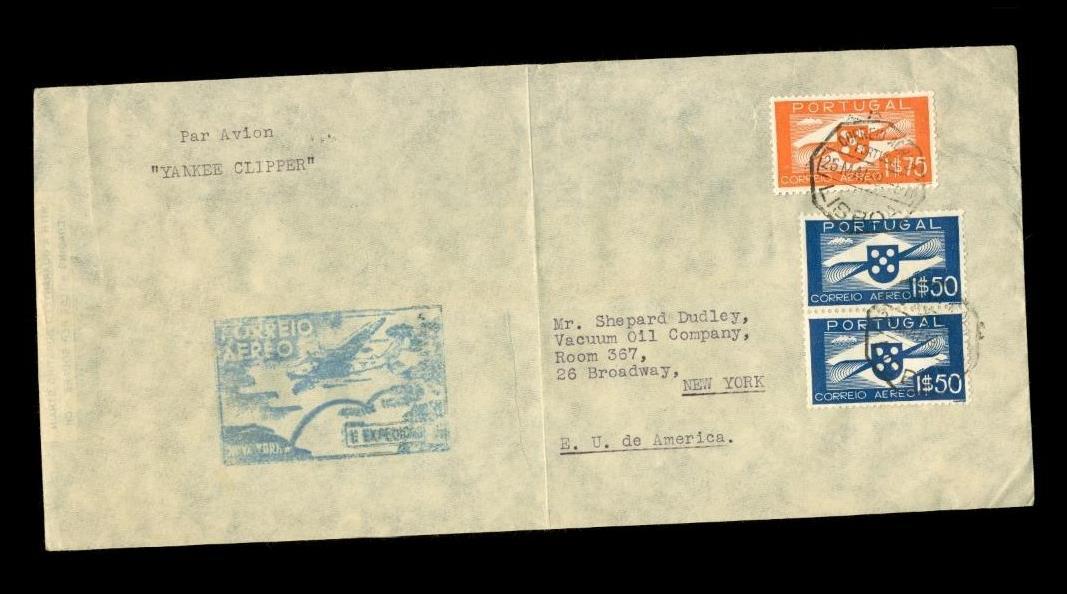 Par Avion
"YANKEE CLIPPER"
PORTUGAL
1$75
CORREIO AEREO
LISBOA
PORTUGAL
1$50
CORREIO AEREO
PORTUGAL
1$50
CORREIO AEREO
CORREIO
AEREO
Mr. Shepard Dudley,
Vacuum Oil Company,
Room 367,
26 Broadway,
NEW YORK
E. U. de America.